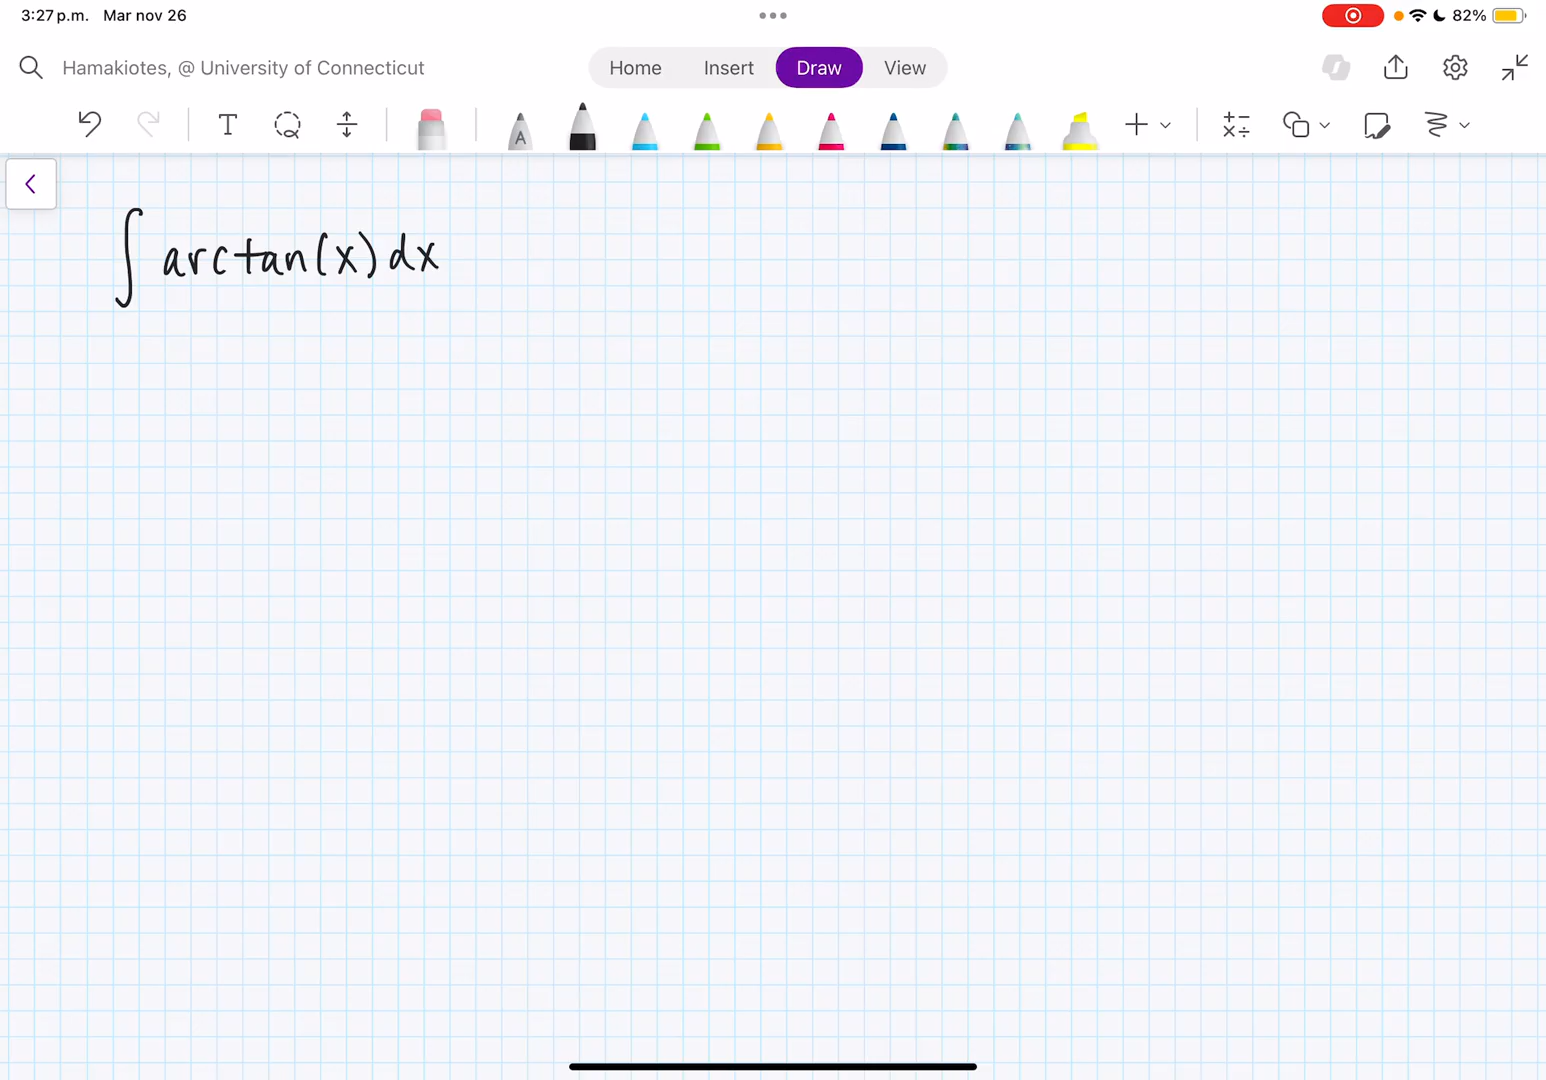 3:27 p.m. Mar nov 26
82%
Hamakiotes, @ University of Connecticut
Home Insert Draw View
T
A
∫ arctan(x) dx